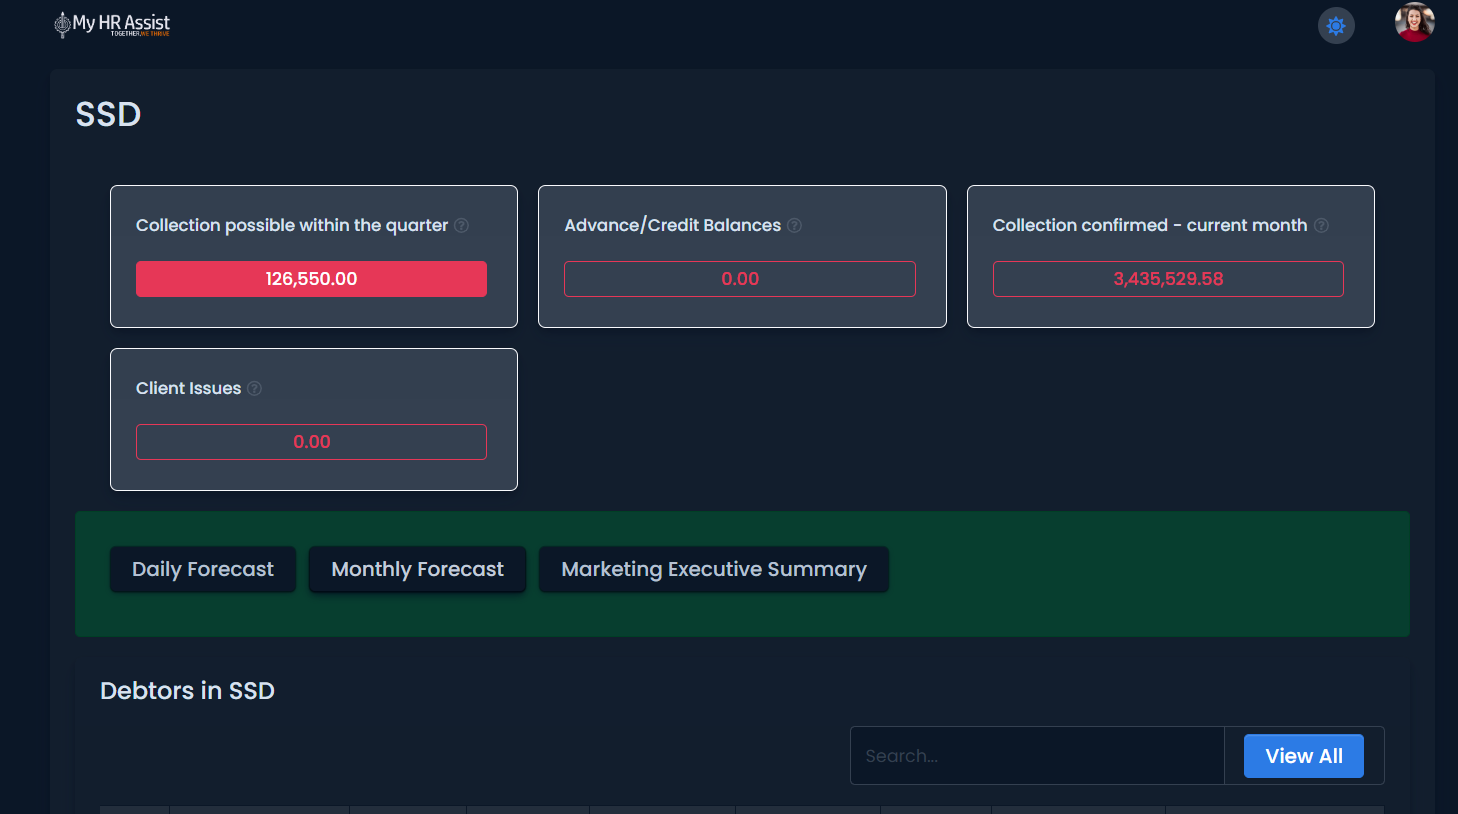 My HR Assist
TOGETHER, WE THRIVE
SSD
Collection possible within the quarter
126,550.00
Advance/Credit Balances
0.00
Collection confirmed - current month
3,435,529.58
Client Issues
0.00
Daily Forecast
Monthly Forecast
Marketing Executive Summary
Debtors in SSD
Search...
View All